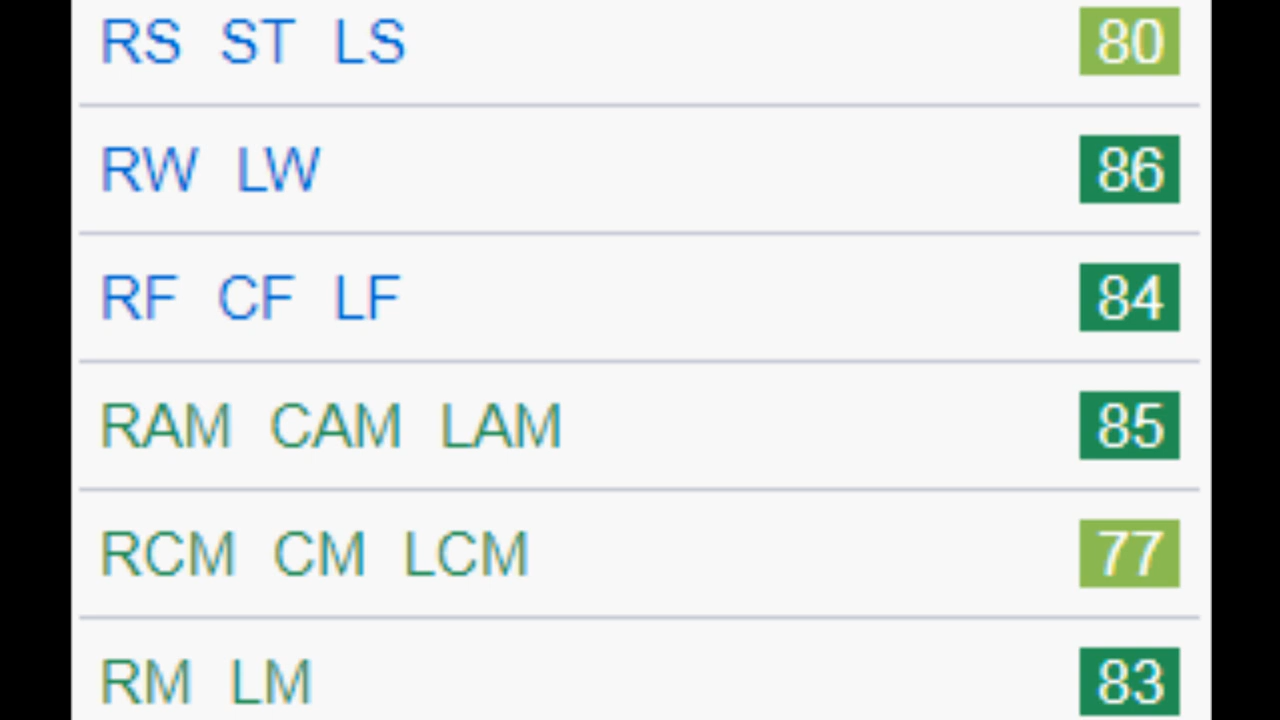 RS ST LS 80
RW LW 86
RF CF LF 84
RAM CAM LAM 85
RCM CM LCM 77
RM LM 83